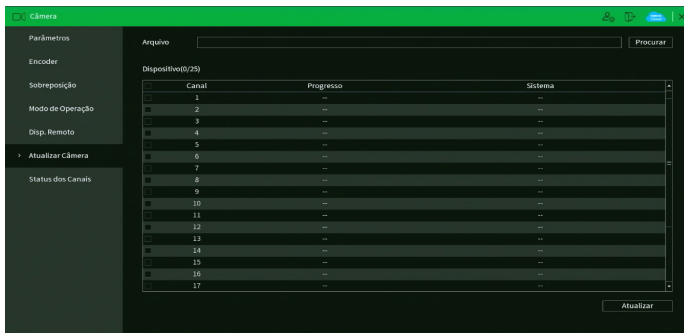 Câmera
Parâmetros
Encoder
Sobreposição
Modo de Operação
Disp. Remoto
> Atualizar Câmera
Status dos Canais
Arquivo Procurar
Dispositivo(0/25)
Canal Progresso Sistema
1 -- --
2 -- --
3 -- --
4 -- --
5 -- --
6 -- --
7 -- --
8 -- --
9 -- --
10 -- --
11 -- --
12 -- --
13 -- --
14 -- --
15 -- --
16 -- --
17 -- --
Atualizar